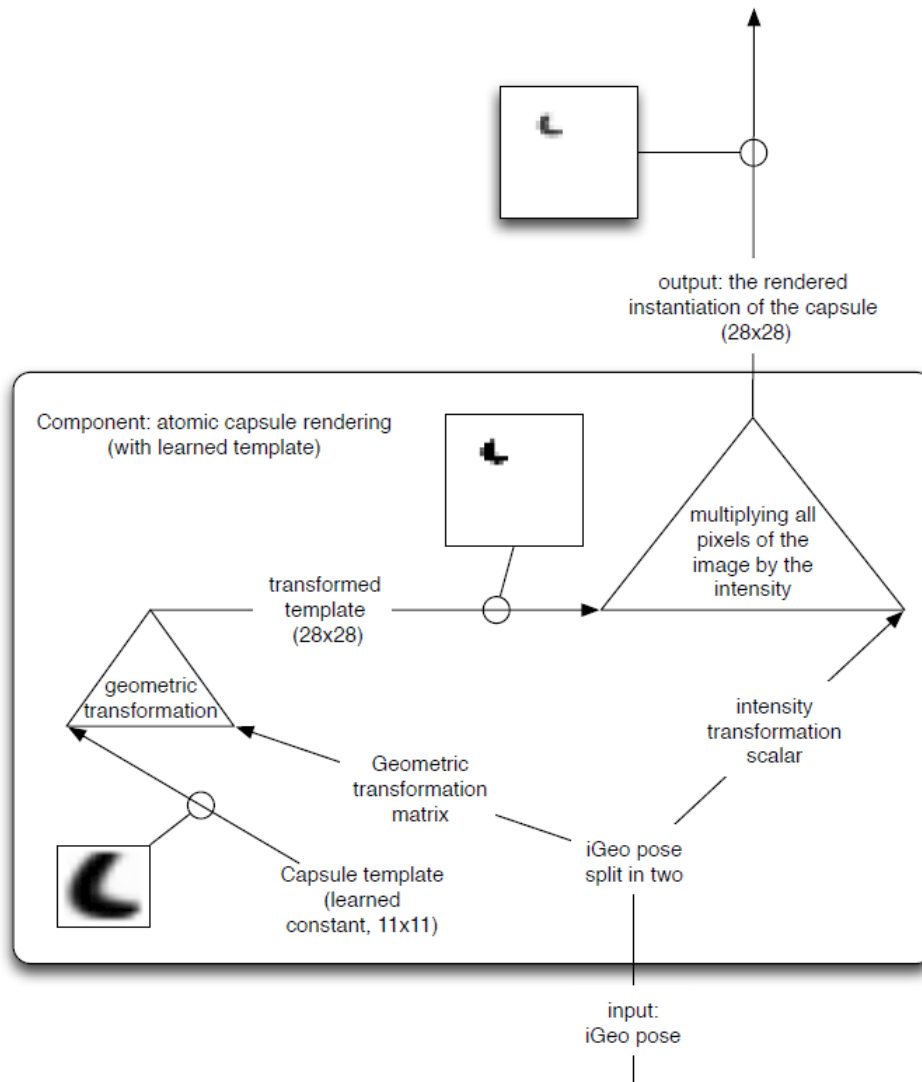 output: the rendered
instantiation of the capsule
(28x28)
Component: atomic capsule rendering
(with learned template)
multiplying all
pixels of the
image by the
intensity
transformed
template
(28x28)
geometric
transformation
intensity
transformation
scalar
Geometric
transformation
matrix
iGeo pose
split in two
Capsule template
(learned
constant, 11x11)
input:
iGeo pose